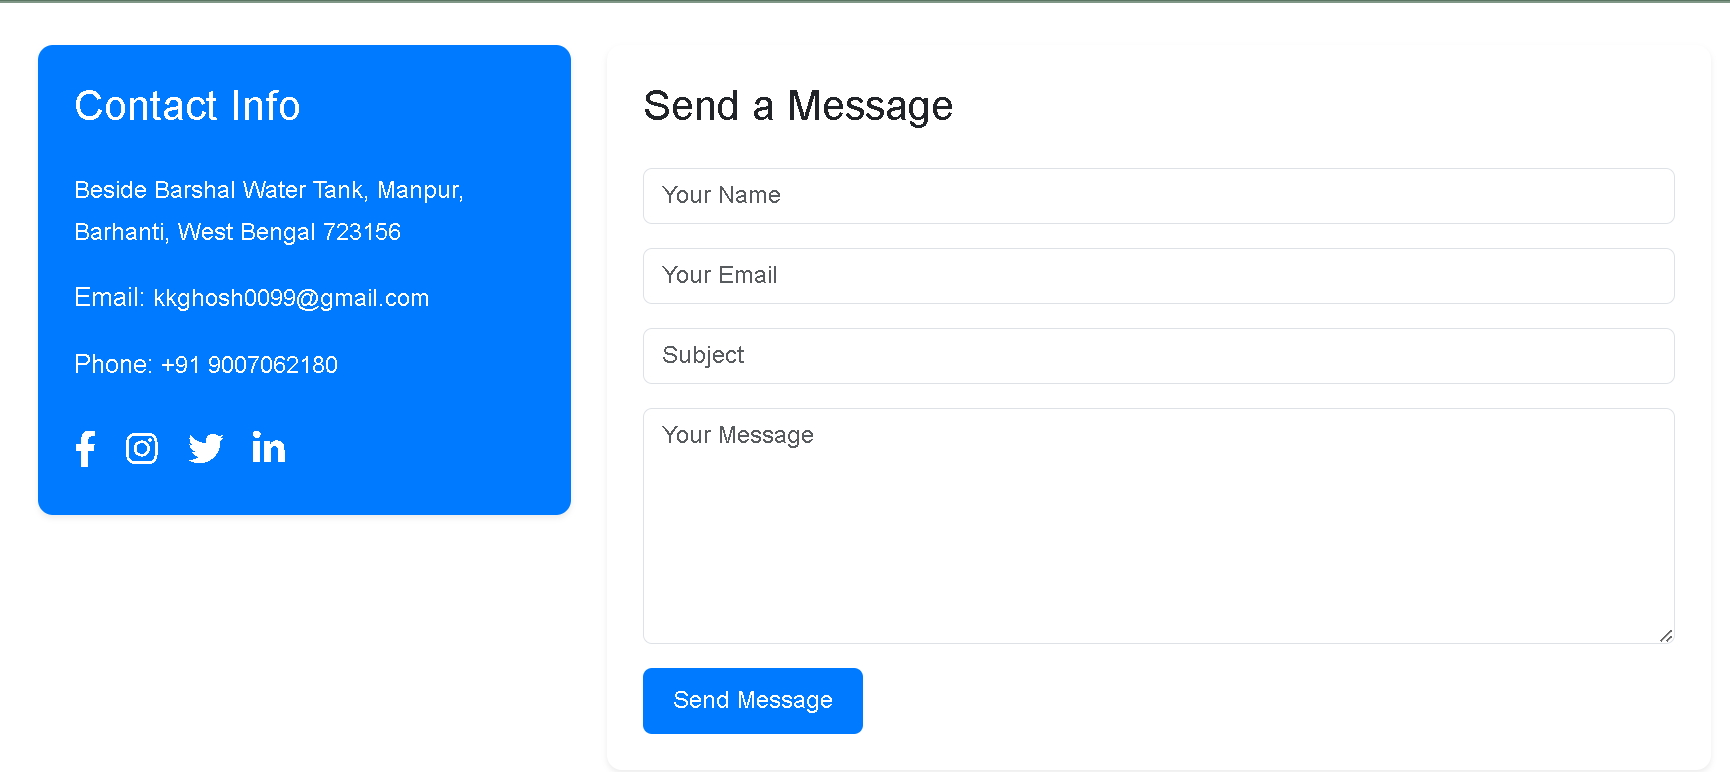 Contact Info
Beside Barshal Water Tank, Manpur,
Barhanti, West Bengal 723156
Email: kkghosh0099@gmail.com
Phone: +91 9007062180
Send a Message
Your Name
Your Email
Subject
Your Message
Send Message